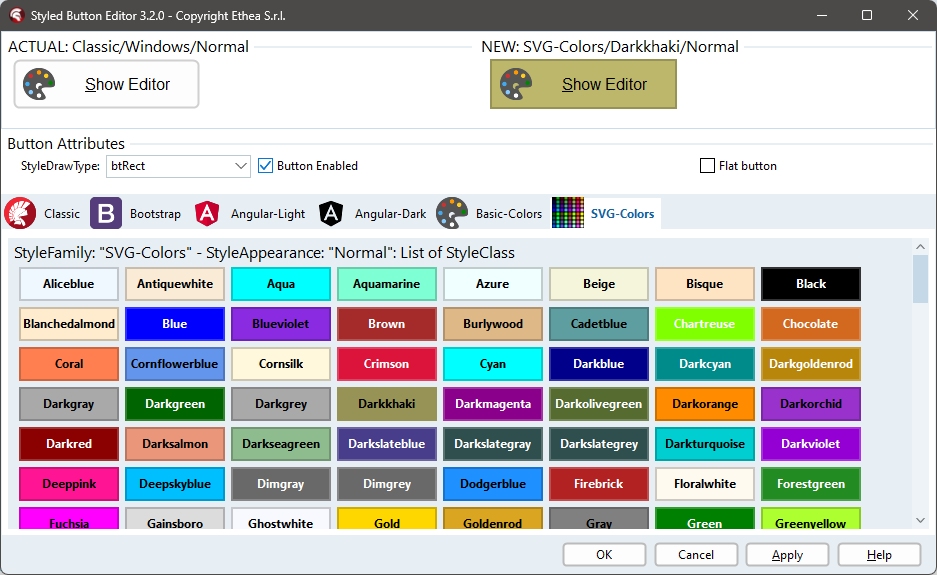 Styled Button Editor 3.2.0 - Copyright Ethea S.r.l.
ACTUAL: Classic/Windows/Normal
NEW: SVG-Colors/Darkkhaki/Normal
Show Editor
Show Editor
Button Attributes
StyleDrawType: btRect Button Enabled Flat button
Classic Bootstrap Angular-Light Angular-Dark Basic-Colors SVG-Colors
StyleFamily: "SVG-Colors" - StyleAppearance: "Normal": List of StyleClass
Aliceblue Antiquewhite Aqua Aquamarine Azure Beige Bisque Black
Blanchedalmond Blue Blueviolet Brown Burlywood Cadetblue Chartreuse Chocolate
Coral Cornflowerblue Cornsilk Crimson Cyan Darkblue Darkcyan Darkgoldenrod
Darkgray Darkgreen Darkgrey Darkkhaki Darkmagenta Darkolivegreen Darkorange Darkorchid
Darkred Darksalmon Darkseagreen Darkslateblue Darkslategray Darkslategrey Darkturquoise Darkviolet
Deeppink Deepskyblue Dimgray Dimgrey Dodgerblue Firebrick Floralwhite Forestgreen
Fuchsia Gainsboro Ghostwhite Gold Goldenrod Gray Green Greenyellow
OK Cancel Apply Help